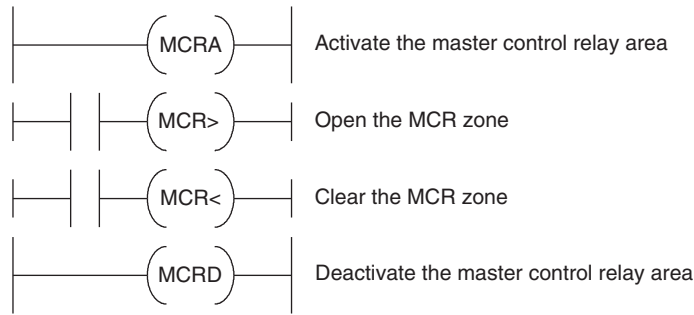 MCRA Activate the master control relay area
MCR> Open the MCR zone
MCR< Clear the MCR zone
MCRD Deactivate the master control relay area